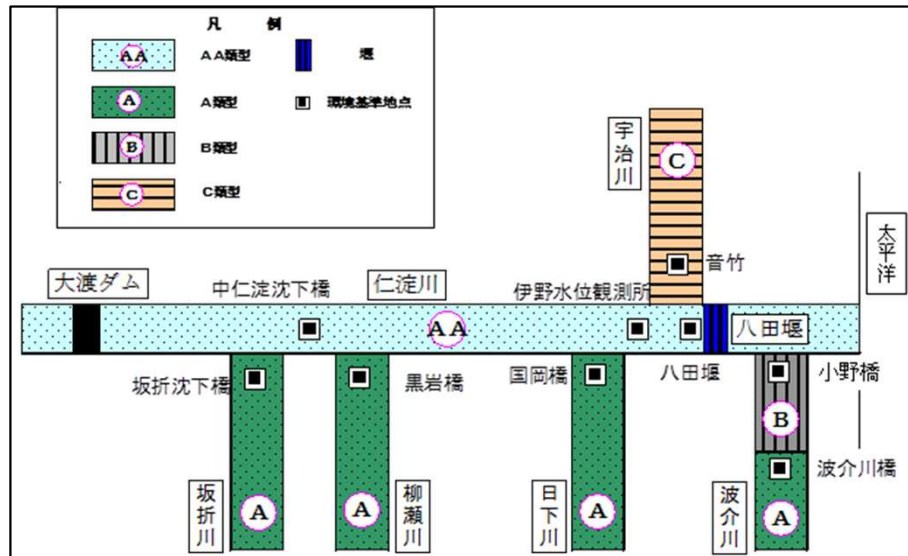 凡 例
AA AA類型 堰
A A類型 環境基準地点
B B類型
C C類型
宇治川
C
太平洋
音竹
大渡ダム
中仁淀沈下橋
仁淀川
伊野水位観測所
AA
八田堰
坂折沈下橋
黒岩橋
国岡橋
八田堰
小野橋
B
波介川橋
坂折川
A
柳瀬川
A
日下川
A
波介川
A